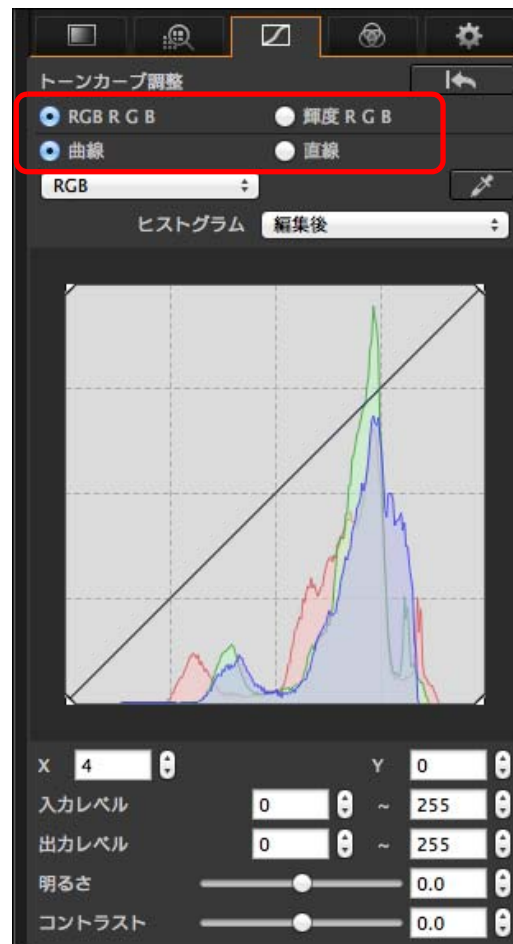 トーンカーブ調整
RGB R G B 輝度 R G B
曲線 直線
RGB
ヒストグラム 編集後
X 4 Y 0
入力レベル 0 ~ 255
出力レベル 0 ~ 255
明るさ 0.0
コントラスト 0.0